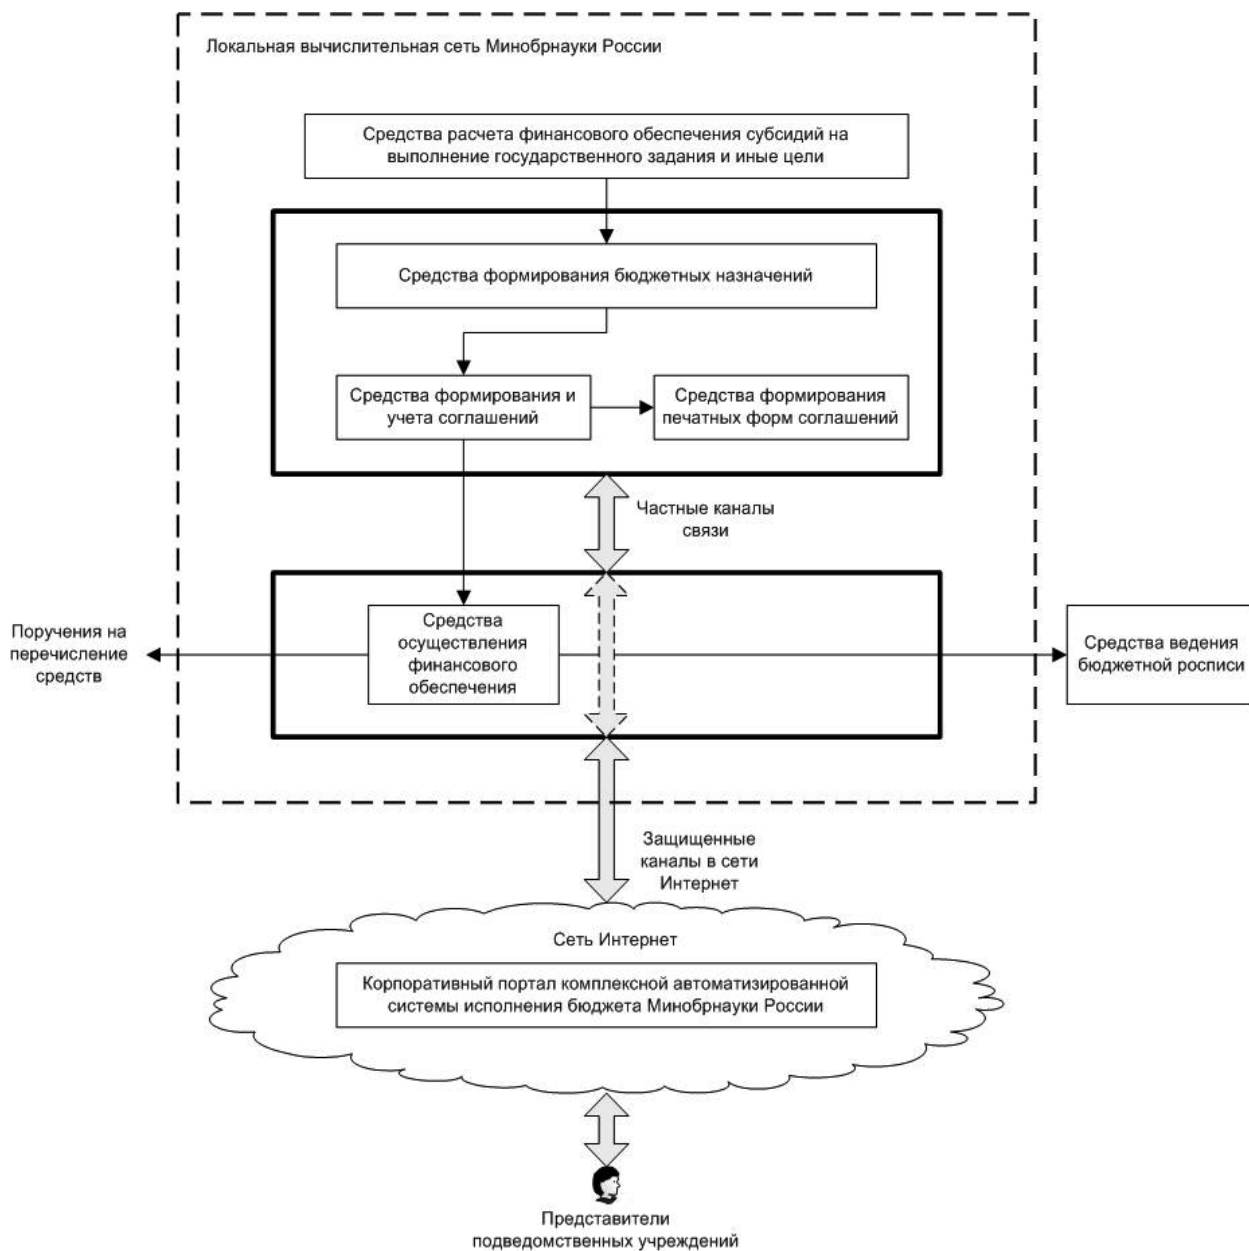 Локальная вычислительная сеть Минобрнауки России
Средства расчета финансового обеспечения субсидий на
выполнение государственного задания и иные цели
Средства формирования бюджетных назначений
Средства формирования и
учета соглашений
Средства формирования
печатных форм соглашений
Частные каналы
связи
Поручения на
перечисление
средств
Средства
осуществления
финансового
обеспечения
Средства ведения
бюджетной росписи
Защищенные
каналы в сети
Интернет
Сеть Интернет
Корпоративный портал комплексной автоматизированной
системы исполнения бюджета Минобрнауки России
Представители
подведомственных учреждений